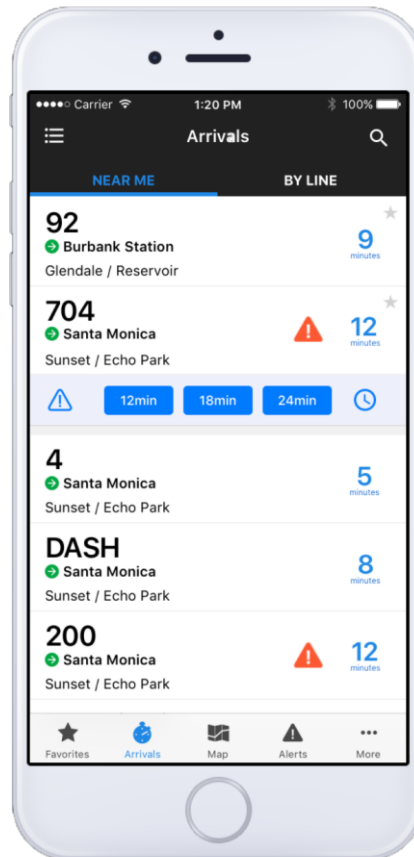 Carrier 1:20 PM 100%
Arrivals
NEAR ME BY LINE
92
Burbank Station
Glendale / Reservoir
9
minutes
704
Santa Monica
Sunset / Echo Park
12
minutes
12min 18min 24min
4
Santa Monica
Sunset / Echo Park
5
minutes
DASH
Santa Monica
Sunset / Echo Park
8
minutes
200
Santa Monica
Sunset / Echo Park
12
minutes
Favorites Arrivals Map Alerts More